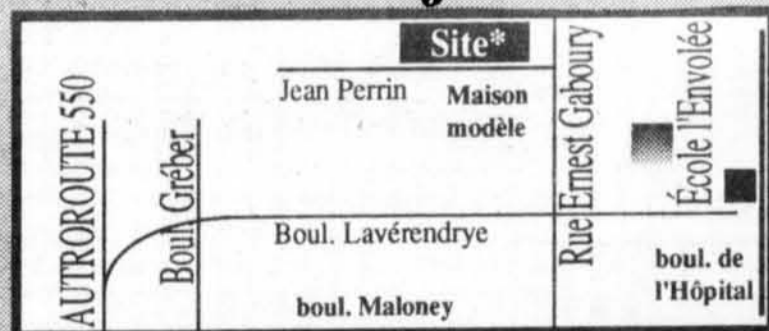 Site*
Jean Perrin
Maison
modèle
AUTROROUTE 550
Boul. Gréber
Rue Ernest Gaboury
École l'Envolée
Boul. Lavérendrye
boul. de
l'Hôpital
boul. Maloney